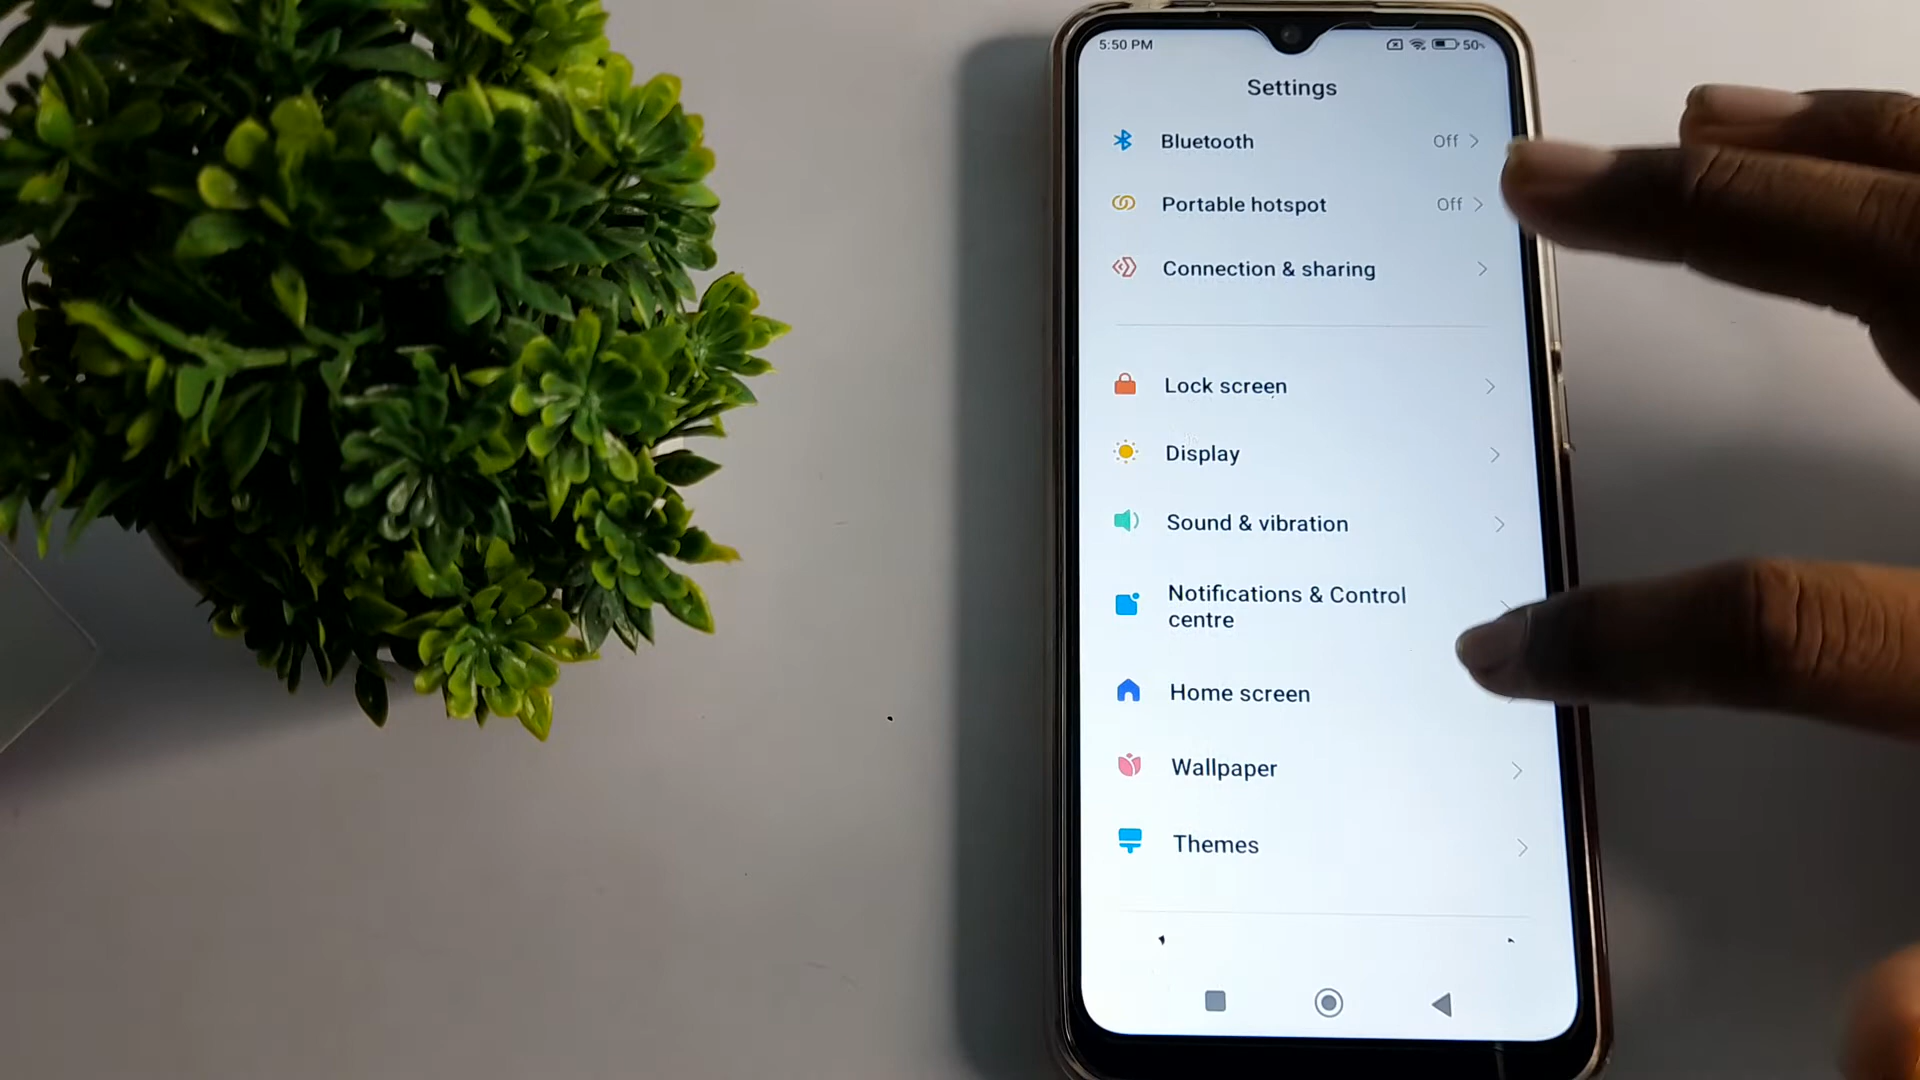 5:50 PM
50%
Settings
Bluetooth
Off
Portable hotspot
Off
Connection & sharing
Lock screen
Display
Sound & vibration
Notifications & Control
centre
Home screen
Wallpaper
Themes